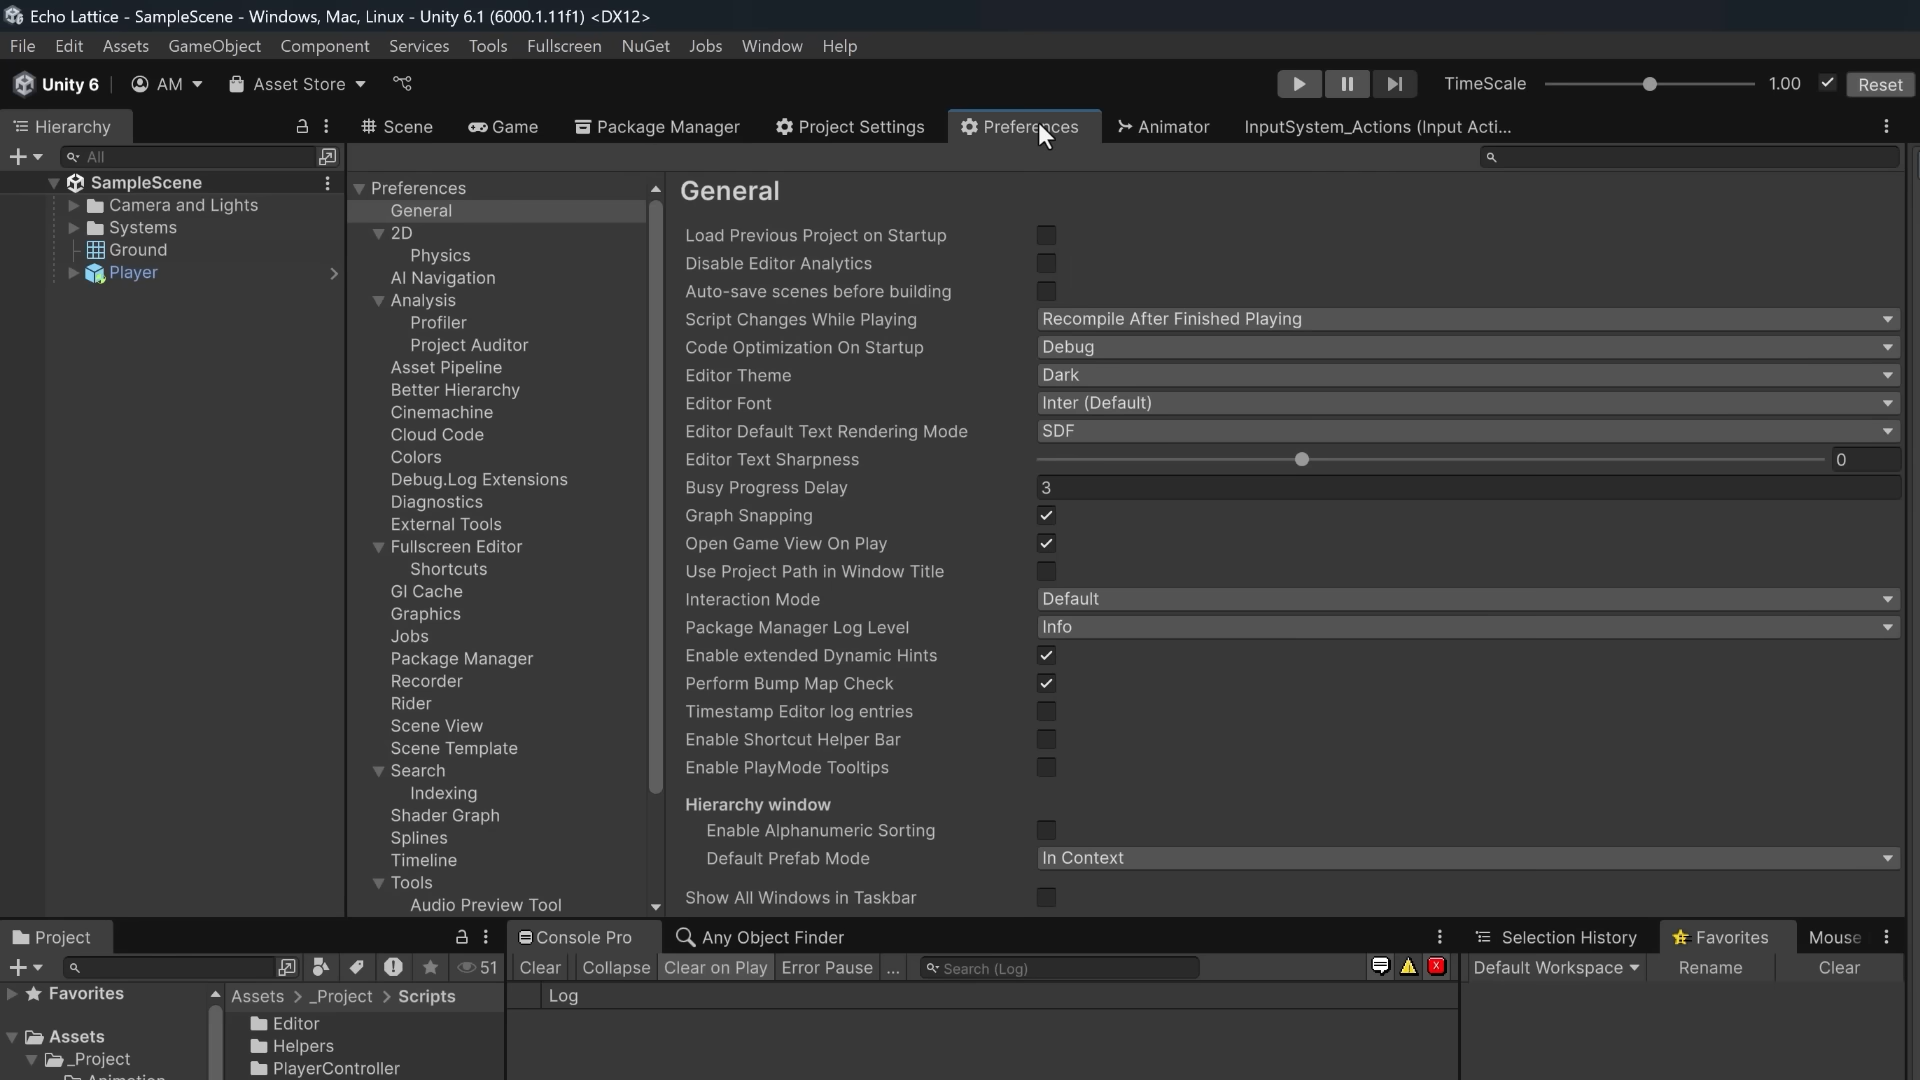 Echo Lattice - SampleScene - Windows, Mac, Linux - Unity 6.1 (6000.1.11f1) <DX12>
File Edit Assets GameObject Component Services Tools Fullscreen NuGet Jobs Window Help
Unity 6 AM Asset Store TimeScale 1.00 Reset
Hierarchy Scene Game Package Manager Project Settings Preferences Animator InputSystem_Actions (Input Acti...
All
SampleScene
Camera and Lights
Systems
Ground
Player
Preferences
General
2D
Physics
AI Navigation
Analysis
Profiler
Project Auditor
Asset Pipeline
Better Hierarchy
Cinemachine
Cloud Code
Colors
Debug.Log Extensions
Diagnostics
External Tools
Fullscreen Editor
Shortcuts
GI Cache
Graphics
Jobs
Package Manager
Recorder
Rider
Scene View
Scene Template
Search
Indexing
Shader Graph
Splines
Timeline
Tools
Audio Preview Tool
General
Load Previous Project on Startup
Disable Editor Analytics
Auto-save scenes before building
Script Changes While Playing Recompile After Finished Playing
Code Optimization On Startup Debug
Editor Theme Dark
Editor Font Inter (Default)
Editor Default Text Rendering Mode SDF
Editor Text Sharpness 0
Busy Progress Delay 3
Graph Snapping
Open Game View On Play
Use Project Path in Window Title
Interaction Mode Default
Package Manager Log Level Info
Enable extended Dynamic Hints
Perform Bump Map Check
Timestamp Editor log entries
Enable Shortcut Helper Bar
Enable PlayMode Tooltips
Hierarchy window
Enable Alphanumeric Sorting
Default Prefab Mode In Context
Show All Windows in Taskbar
Project
51
Favorites
Assets
_Project
Animation
Assets > _Project > Scripts
Editor
Helpers
PlayerController
Console Pro Any Object Finder
Clear Collapse Clear on Play Error Pause ... Search (Log)
Log
Selection History Favorites Mouse
Default Workspace Rename Clear